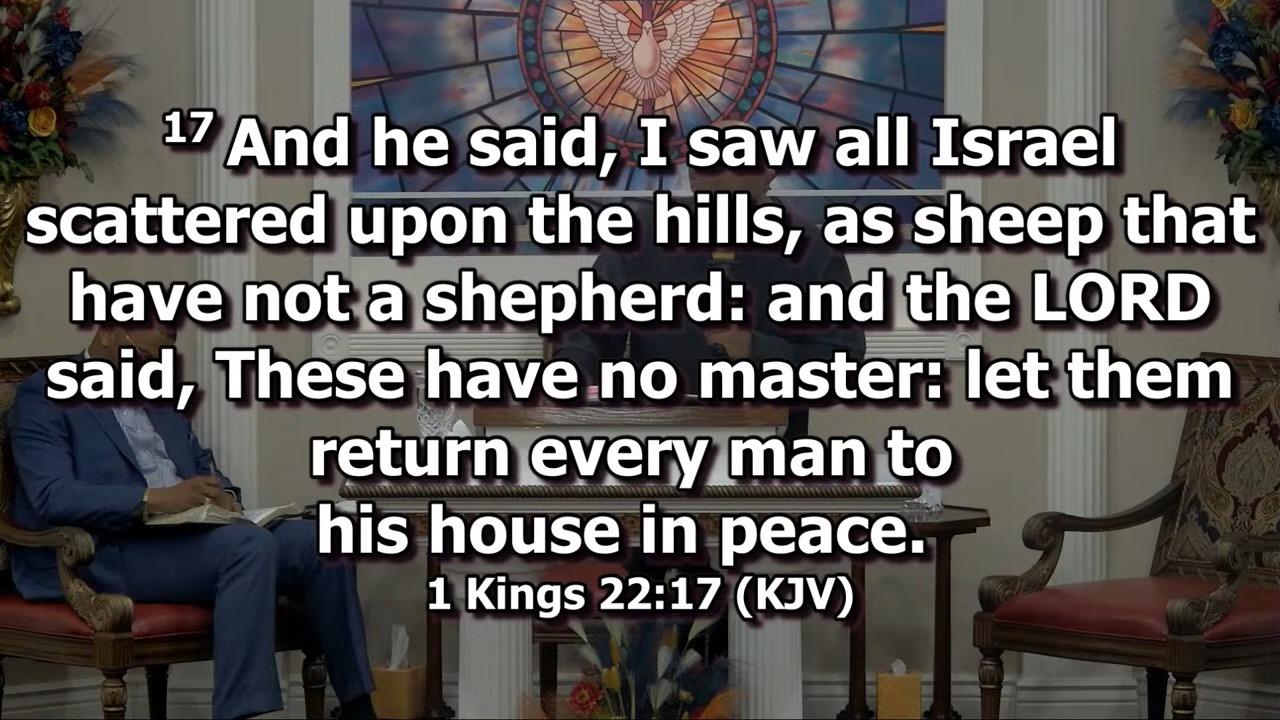 17 And he said, I saw all Israel
scattered upon the hills, as sheep that
have not a shepherd: and the LORD
said, These have no master: let them
return every man to
his house in peace.
1 Kings 22:17 (KJV)